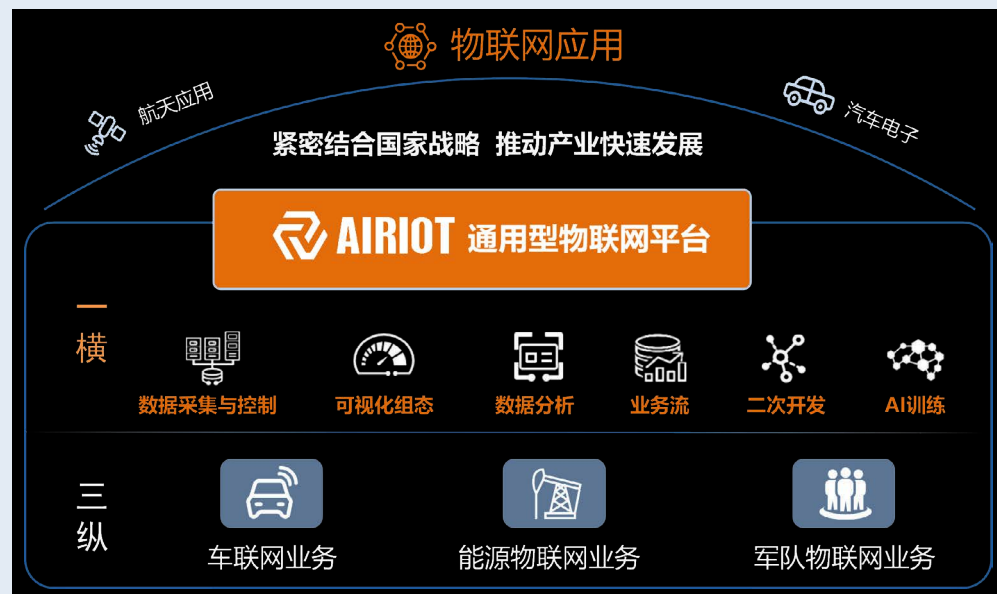 物联网应用
航天应用
汽车电子
紧密结合国家战略 推动产业快速发展
AIRIOT 通用型物联网平台
一横
数据采集与控制
可视化组态
数据分析
业务流
二次开发
AI训练
三纵
车联网业务
能源物联网业务
军队物联网业务